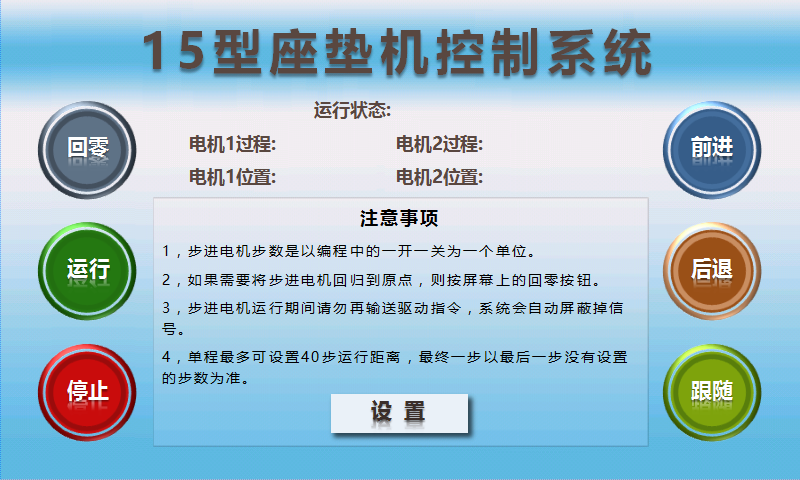 15型座垫机控制系统
运行状态:
回零
电机1过程: 电机2过程:
前进
电机1位置: 电机2位置:
注意事项
1，步进电机步数是以编程中的一开一关为一个单位。
运行
2，如果需要将步进电机回归到原点，则按屏幕上的回零按钮。
后退
3，步进电机运行期间请勿再输送驱动指令，系统会自动屏蔽掉信
号。
4，单程最多可设置40步运行距离，最终一步以最后一步没有设置
的步数为准。
停止
跟随
设 置